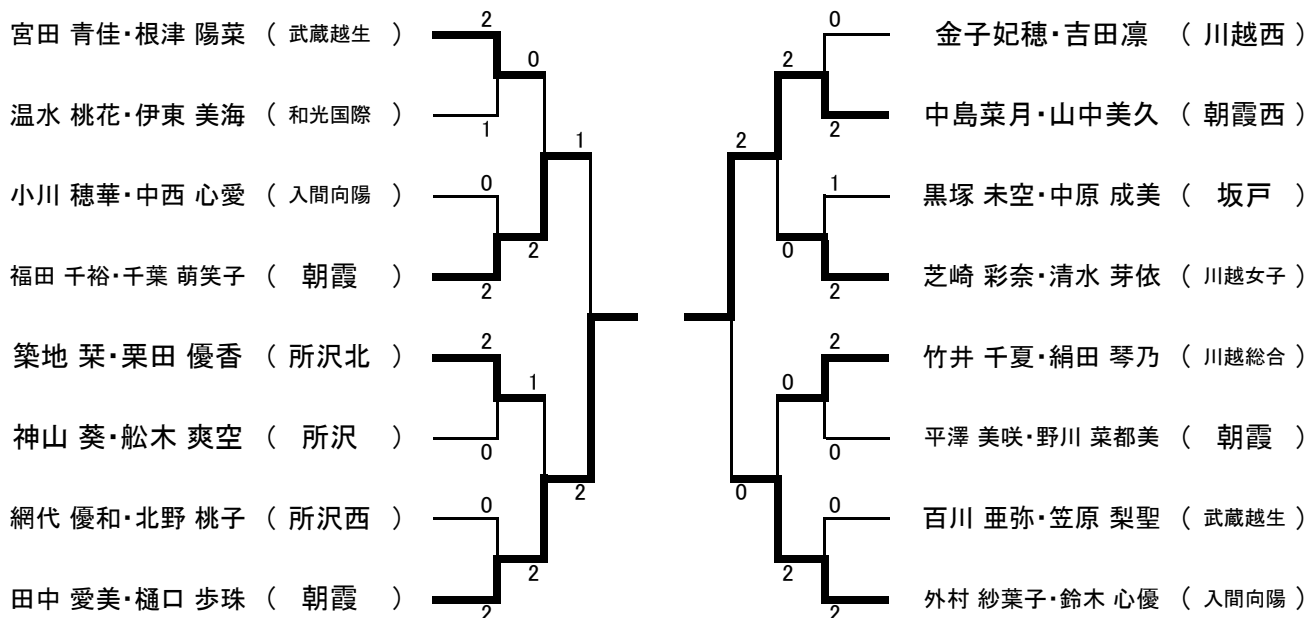 宮田 青佳・根津 陽菜 （ 武蔵越生 ）
温水 桃花・伊東 美海 （ 和光国際 ）
小川 穂華・中西 心愛 （ 入間向陽 ）
福田 千裕・千葉 萌笑子 （ 朝霞 ）
築地 栞・栗田 優香 （ 所沢北 ）
神山 葵・舩木 爽空 （ 所沢 ）
網代 優和・北野 桃子 （ 所沢西 ）
田中 愛美・樋口 歩珠 （ 朝霞 ）
2
0
1
1
0
2
2
2
1
0
2
0
2
2
0
2
2
2
1
0
2
2
0
0
0
0
2
2
金子妃穂・吉田凛 （ 川越西 ）
中島菜月・山中美久 （ 朝霞西 ）
黒塚 未空・中原 成美 （ 坂戸 ）
芝崎 彩奈・清水 芽依 （ 川越女子 ）
竹井 千夏・絹田 琴乃 （ 川越総合 ）
平澤 美咲・野川 菜都美 （ 朝霞 ）
百川 亜弥・笠原 梨聖 （ 武蔵越生 ）
外村 紗葉子・鈴木 心優 （ 入間向陽 ）